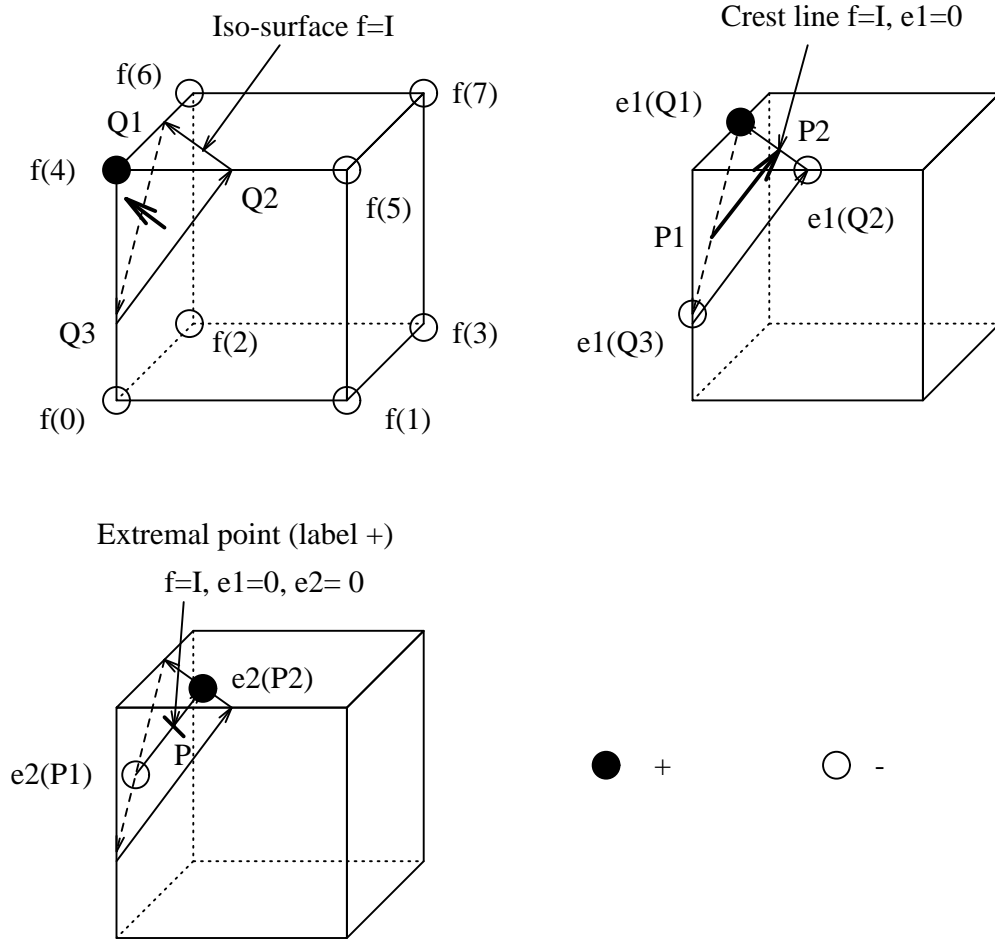 Iso-surface f=I
f(6)
f(7)
Q1
f(4)
Q2
f(5)
Q3
f(2)
f(3)
f(0)
f(1)
Crest line f=I, e1=0
e1(Q1)
P2
e1(Q2)
P1
e1(Q3)
Extremal point (label +)
f=I, e1=0, e2= 0
e2(P2)
P
e2(P1)
+
-